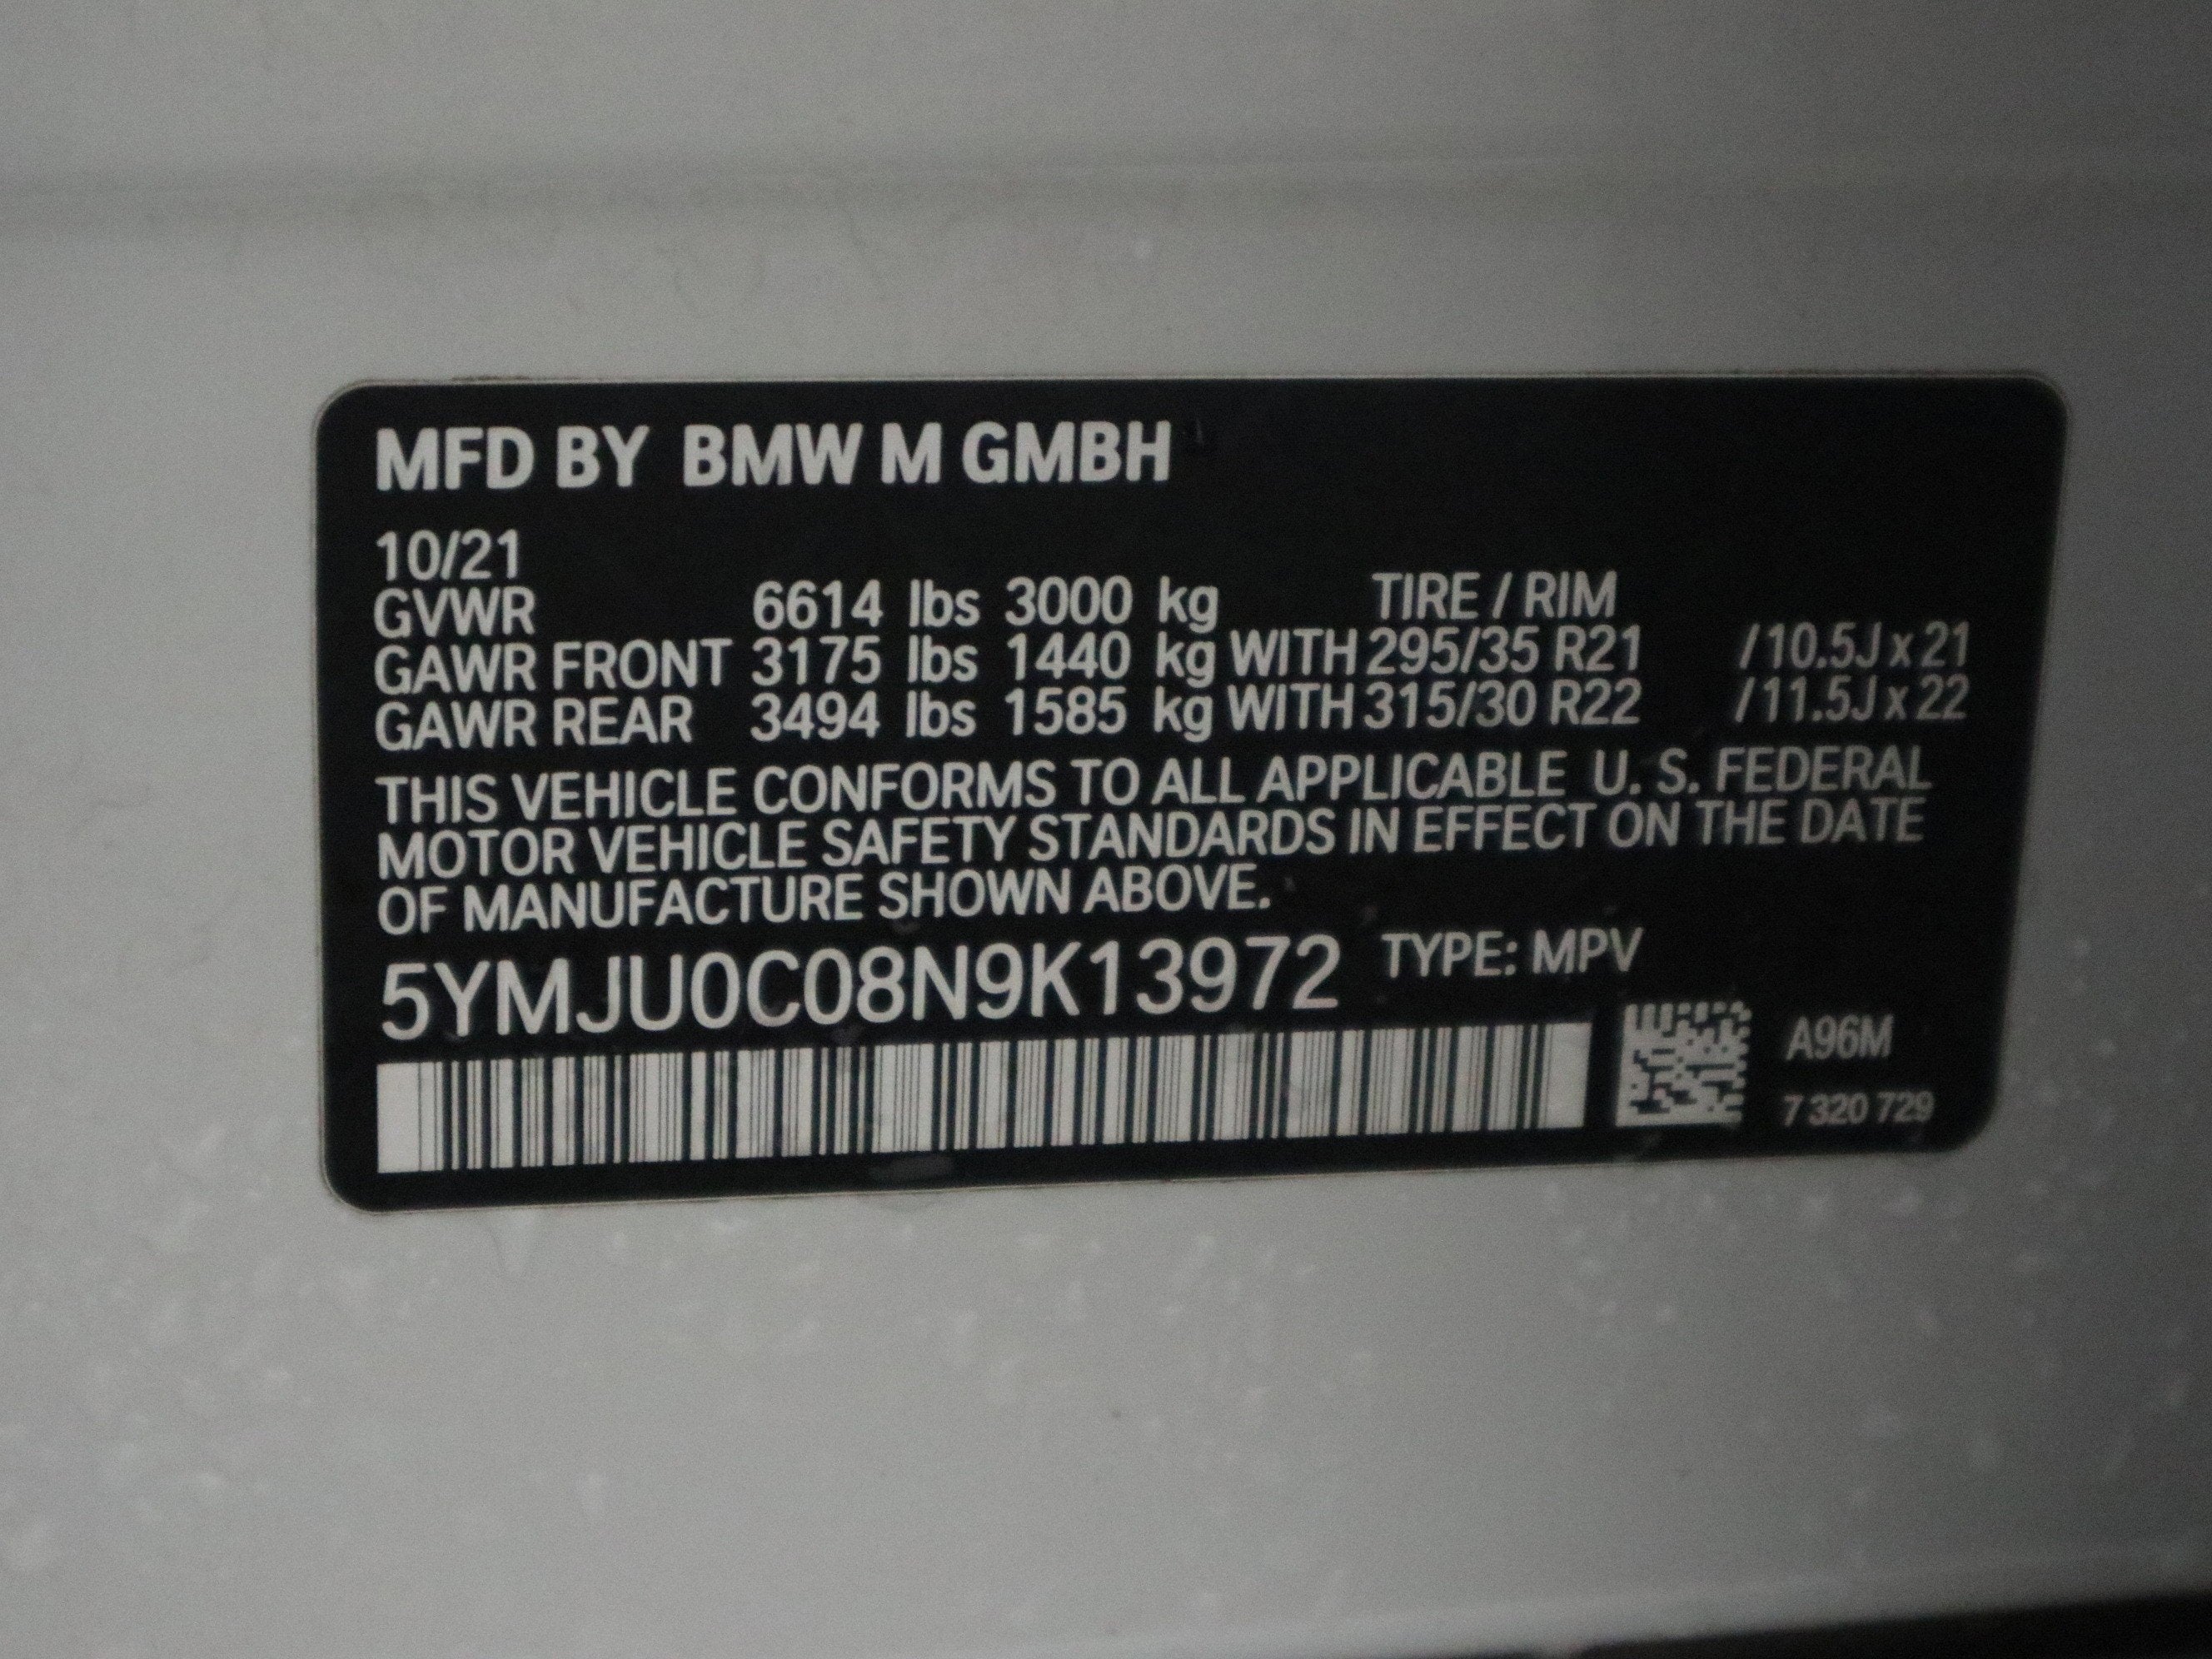 MFD BY BMW M GMBH
10/21
GVWR 6614 lbs 3000 kg TIRE / RIM
GAWR FRONT 3175 lbs 1440 kg WITH 295/35 R21 / 10.5J x 21
GAWR REAR 3494 lbs 1585 kg WITH 315/30 R22 / 11.5J x 22
THIS VEHICLE CONFORMS TO ALL APPLICABLE U. S. FEDERAL
MOTOR VEHICLE SAFETY STANDARDS IN EFFECT ON THE DATE
OF MANUFACTURE SHOWN ABOVE.
5YMJU0C08N9K13972 TYPE: MPV
A96M
7 320 729